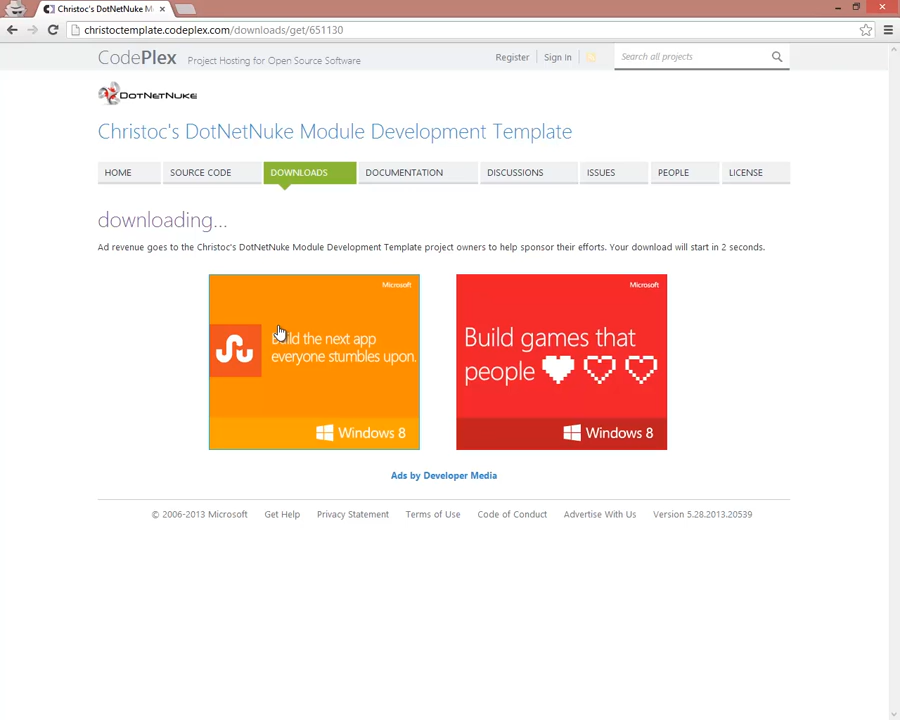 Christoc's DotNetNuke M
christoctemplate.codeplex.com/downloads/get/651130
CodePlex Project Hosting for Open Source Software
Register Sign In
Search all projects
DOTNETNUKE
Christoc's DotNetNuke Module Development Template
HOME SOURCE CODE DOWNLOADS DOCUMENTATION DISCUSSIONS ISSUES PEOPLE LICENSE
downloading...
Ad revenue goes to the Christoc's DotNetNuke Module Development Template project owners to help sponsor their efforts. Your download will start in 2 seconds.
Microsoft
Build the next app
everyone stumbles upon.
Windows 8
Microsoft
Build games that
people
Windows 8
Ads by Developer Media
© 2006-2013 Microsoft Get Help Privacy Statement Terms of Use Code of Conduct Advertise With Us Version 5.28.2013.20539